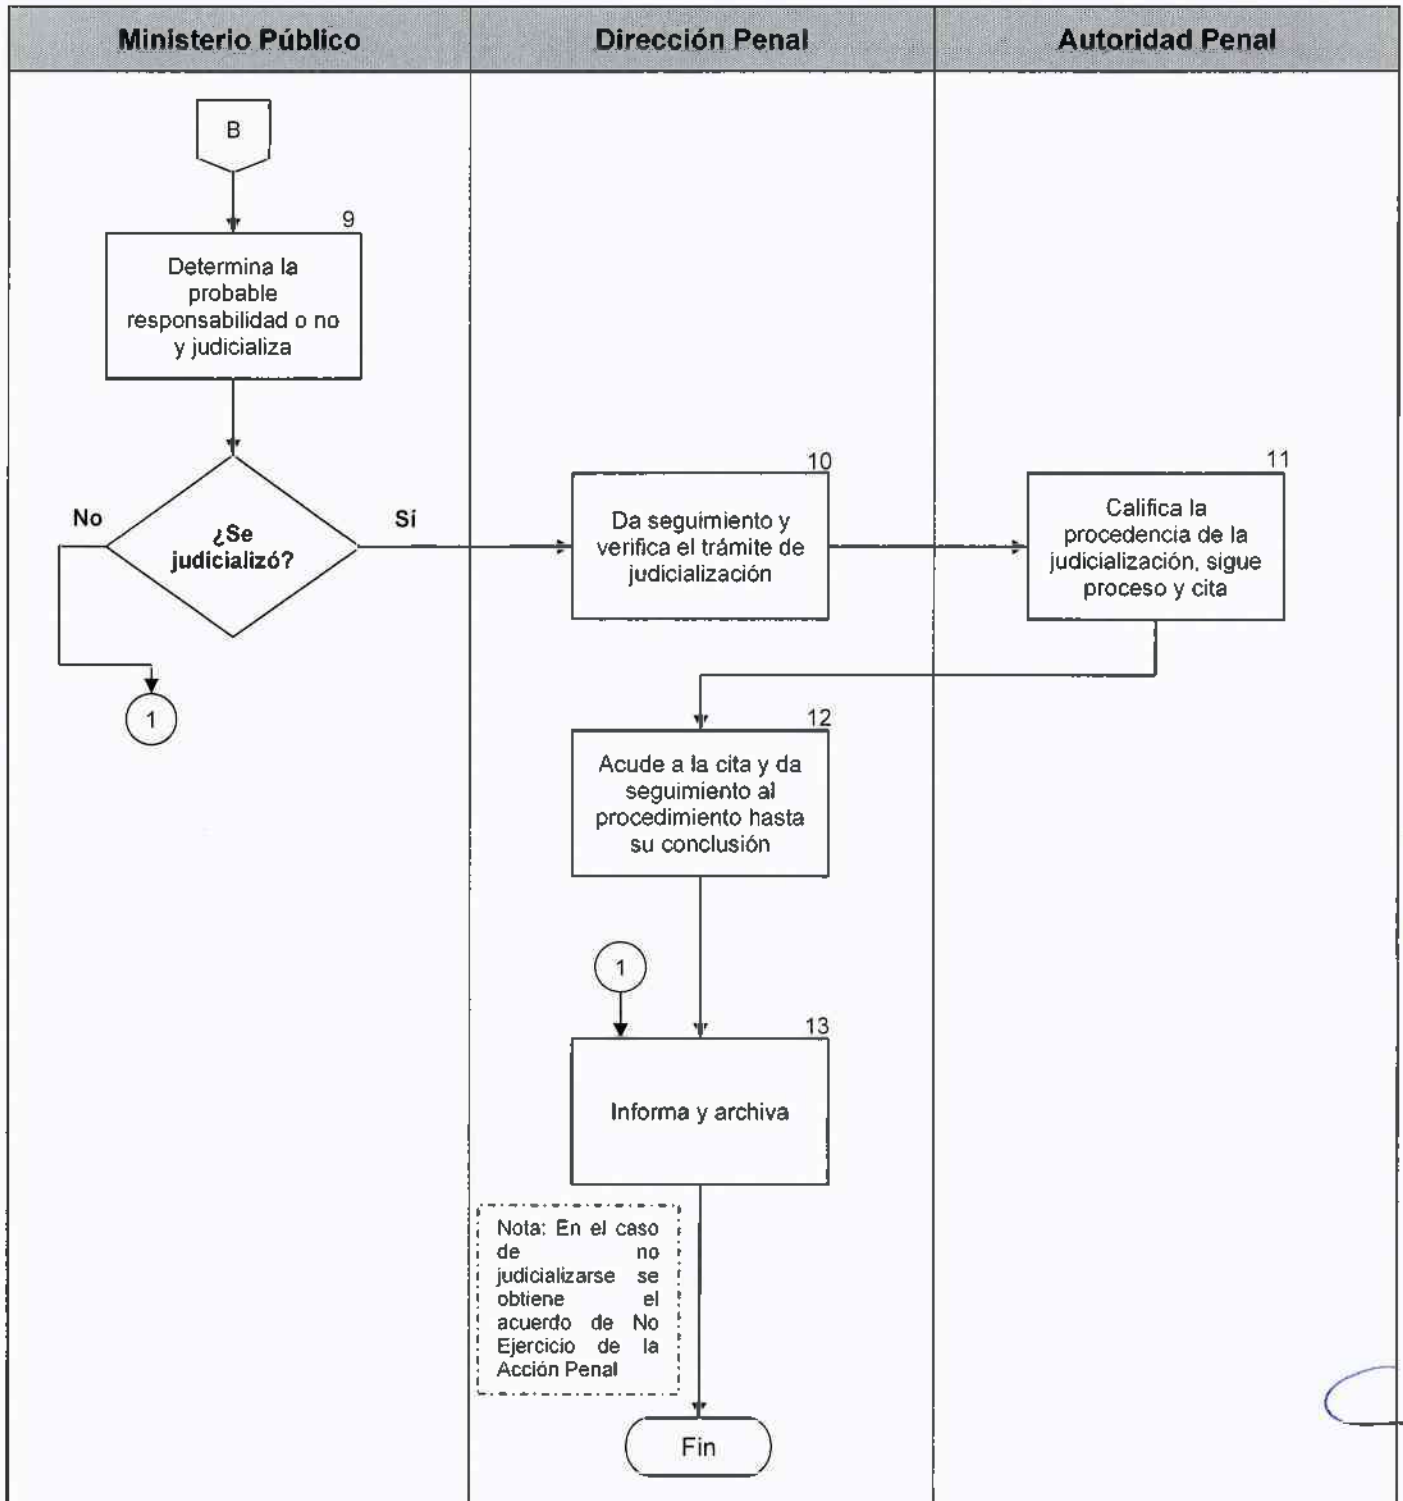 Ministerio Público
Dirección Penal
Autoridad Penal
B
9
Determina la
probable
responsabilidad o no
y judicializa
No
¿Se
judicializó?
Sí
1
10
Da seguimiento y
verifica el trámite de
judicialización
11
Califica la
procedencia de la
judicialización, sigue
proceso y cita
12
Acude a la cita y da
seguimiento al
procedimiento hasta
su conclusión
1
13
Informa y archiva
Nota: En el caso
de no
judicializarse se
obtiene el
acuerdo de No
Ejercicio de la
Acción Penal
Fin